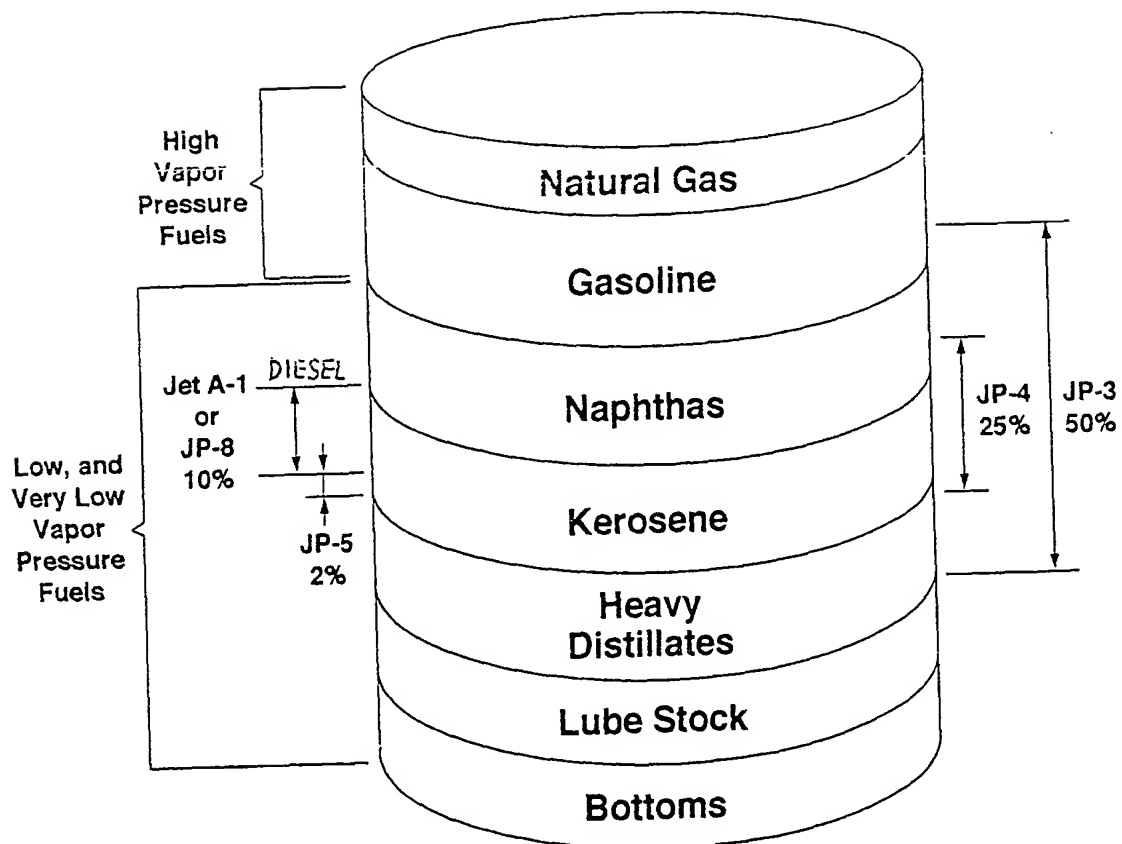 High
Vapor
Pressure
Fuels
Natural Gas
Gasoline
DIESEL
Jet A-1
or
JP-8
10%
Naphthas
JP-4
25%
JP-3
50%
Low, and
Very Low
Vapor
Pressure
Fuels
JP-5
2%
Kerosene
Heavy
Distillates
Lube Stock
Bottoms